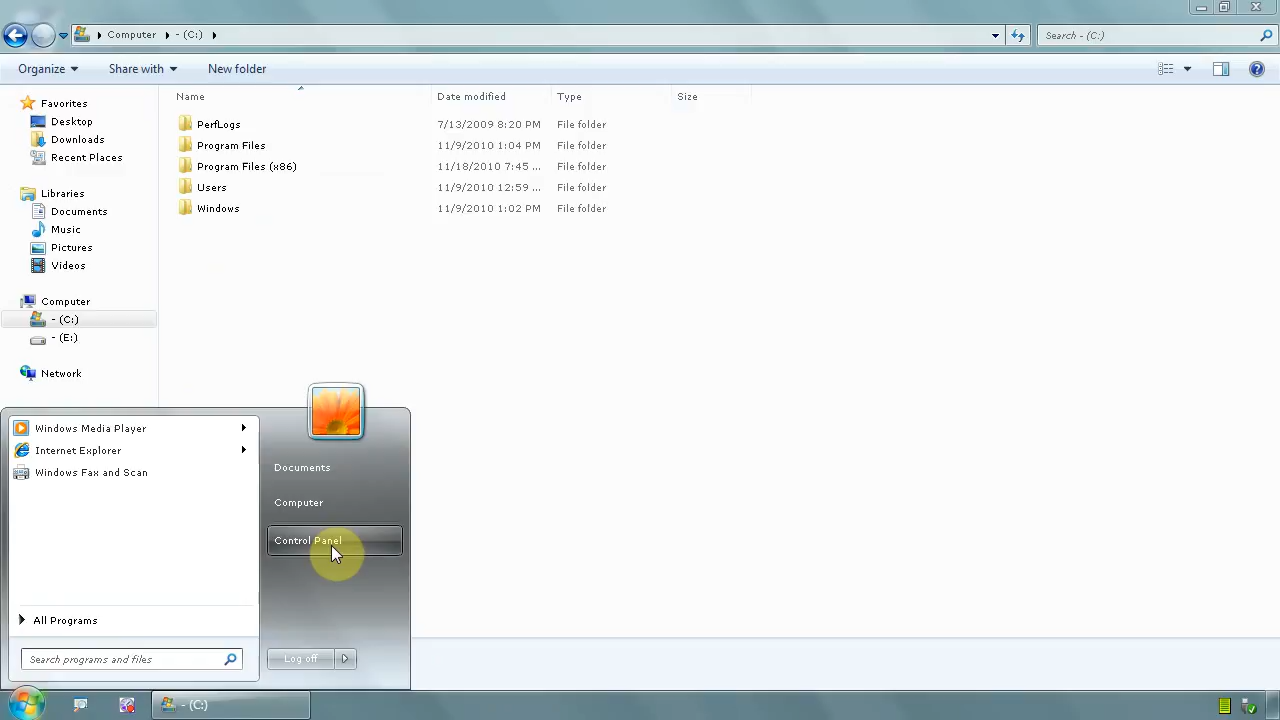 Computer - (C:)
Search - (C:)
Organize Share with New folder
Name Date modified Type Size
Favorites
Desktop
Downloads
Recent Places
Libraries
Documents
Music
Pictures
Videos
Computer
- (C:)
- (E:)
Network
PerfLogs 7/13/2009 8:20 PM File folder
Program Files 11/9/2010 1:04 PM File folder
Program Files (x86) 11/18/2010 7:45 ... File folder
Users 11/9/2010 12:59 ... File folder
Windows 11/9/2010 1:02 PM File folder
Windows Media Player
Internet Explorer
Windows Fax and Scan
All Programs
Search programs and files
Documents
Computer
Control Panel
Log off
- (C:)